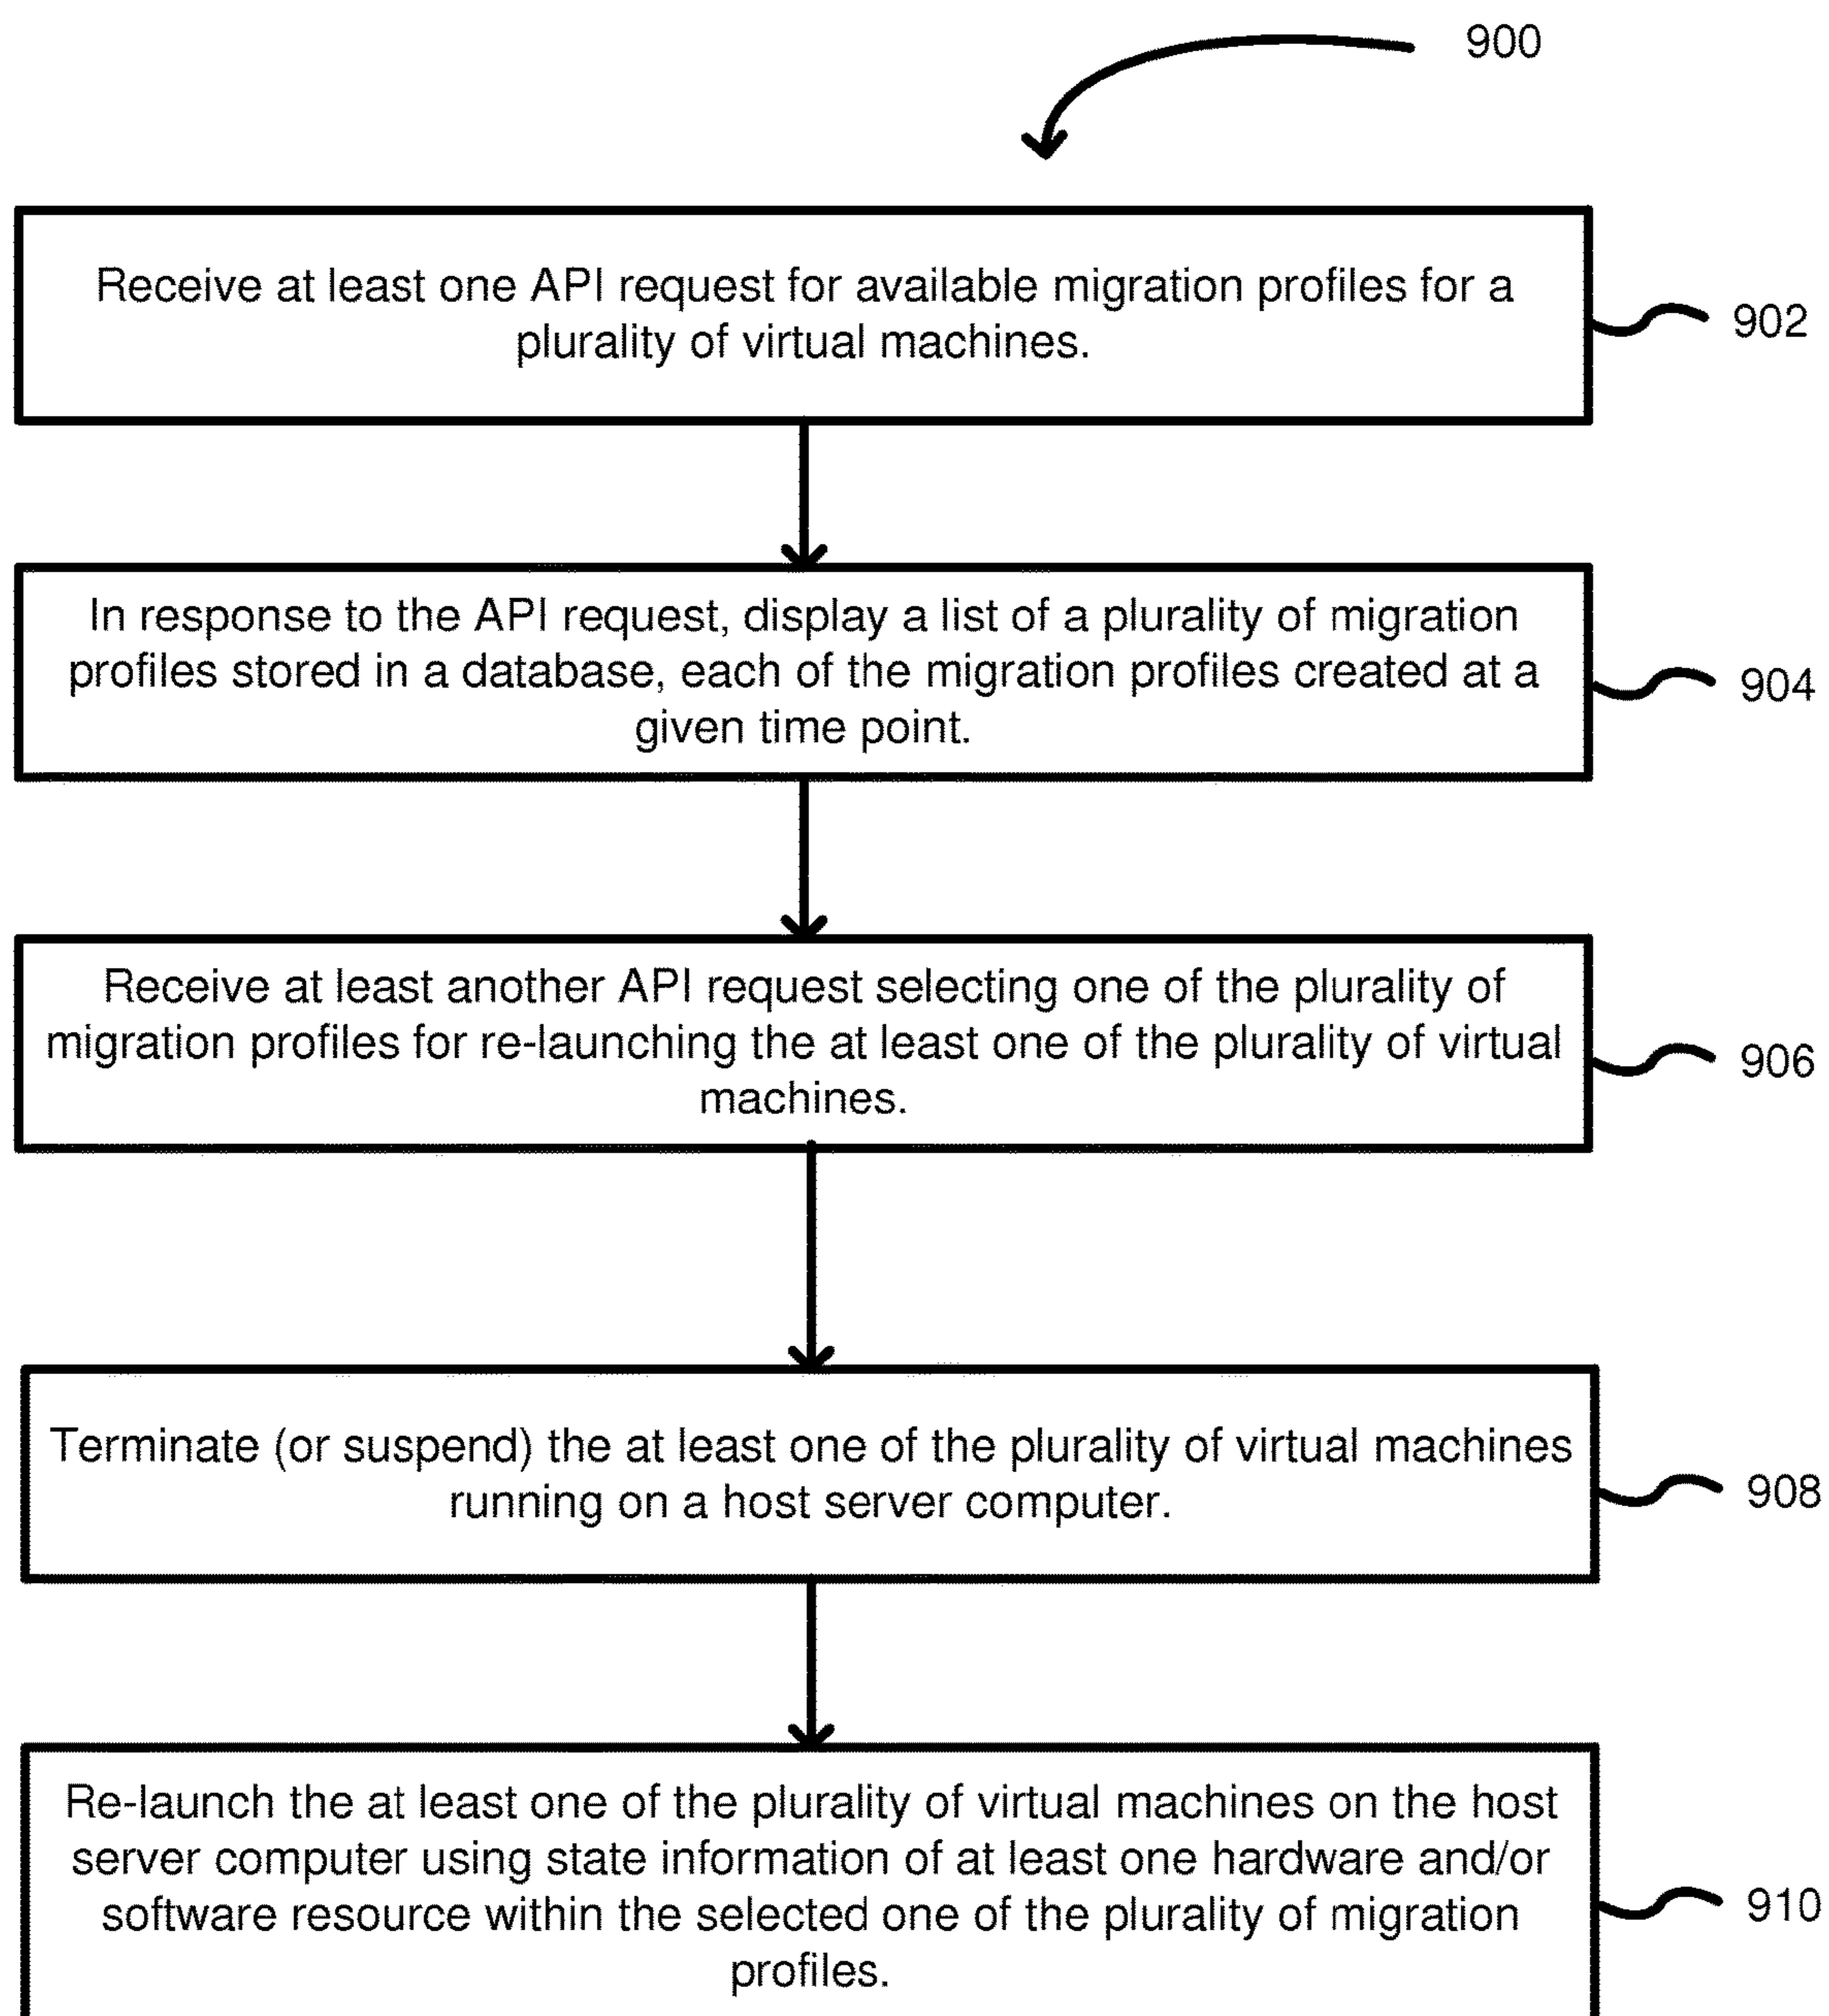 900
Receive at least one API request for available migration profiles for a
plurality of virtual machines.
902
In response to the API request, display a list of a plurality of migration
profiles stored in a database, each of the migration profiles created at a
given time point.
904
Receive at least another API request selecting one of the plurality of
migration profiles for re-launching the at least one of the plurality of virtual
machines.
906
Terminate (or suspend) the at least one of the plurality of virtual machines
running on a host server computer.
908
Re-launch the at least one of the plurality of virtual machines on the host
server computer using state information of at least one hardware and/or
software resource within the selected one of the plurality of migration
profiles.
910